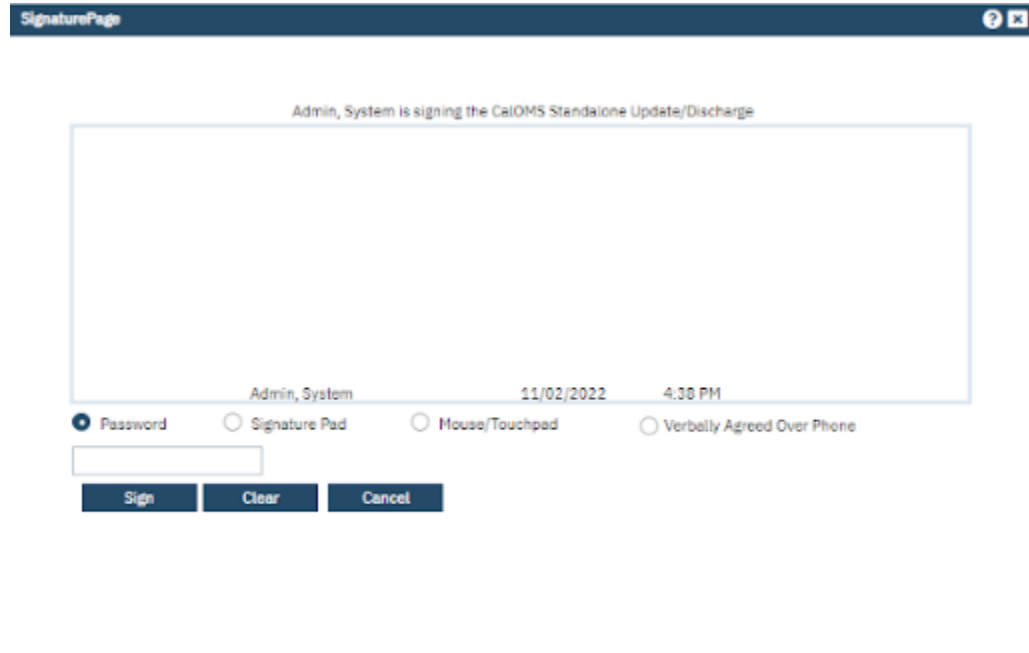 SignaturePage
Admin, System is signing the CalOMS Standalone Update/Discharge
Admin, System 11/02/2022 4:38 PM
Password Signature Pad Mouse/Touchpad Verbally Agreed Over Phone
Sign Clear Cancel